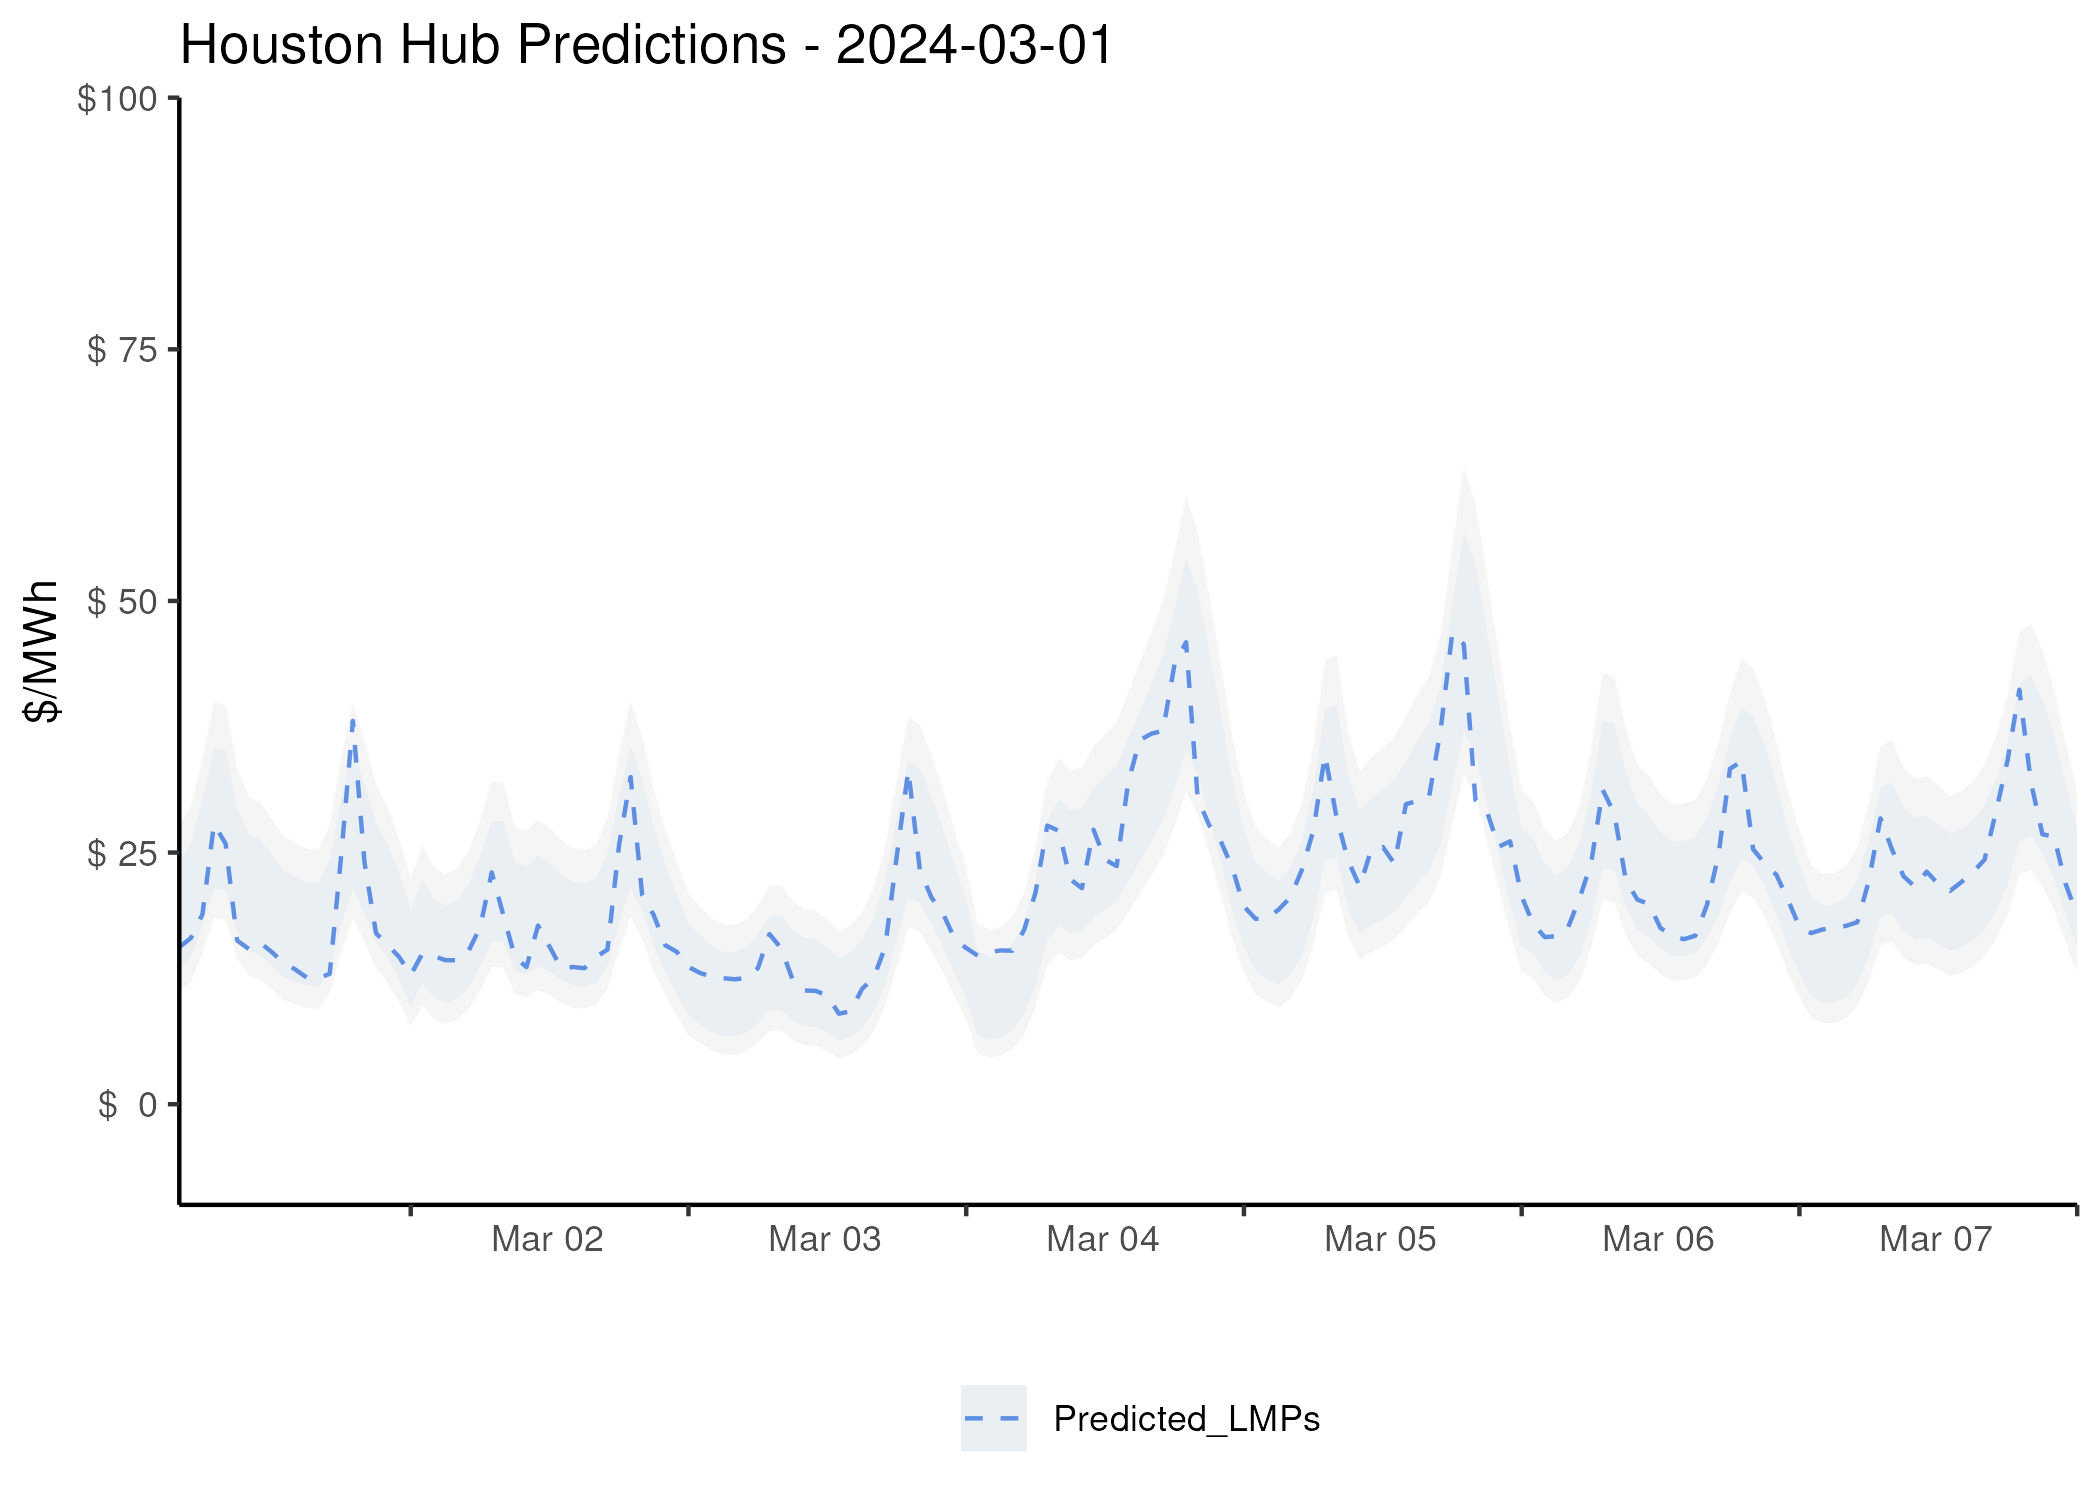 Houston Hub Predictions - 2024-03-01
$100
$ 75
$ 50
$ 25
$ 0
$/MWh
Mar 02 Mar 03 Mar 04 Mar 05 Mar 06 Mar 07
Predicted_LMPs